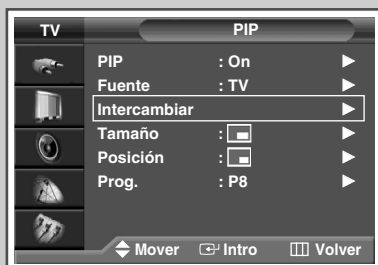 TV PIP
PIP : On
Fuente : TV
Intercambiar
Tamaño :
Posición :
Prog. : P8
Mover Intro Volver